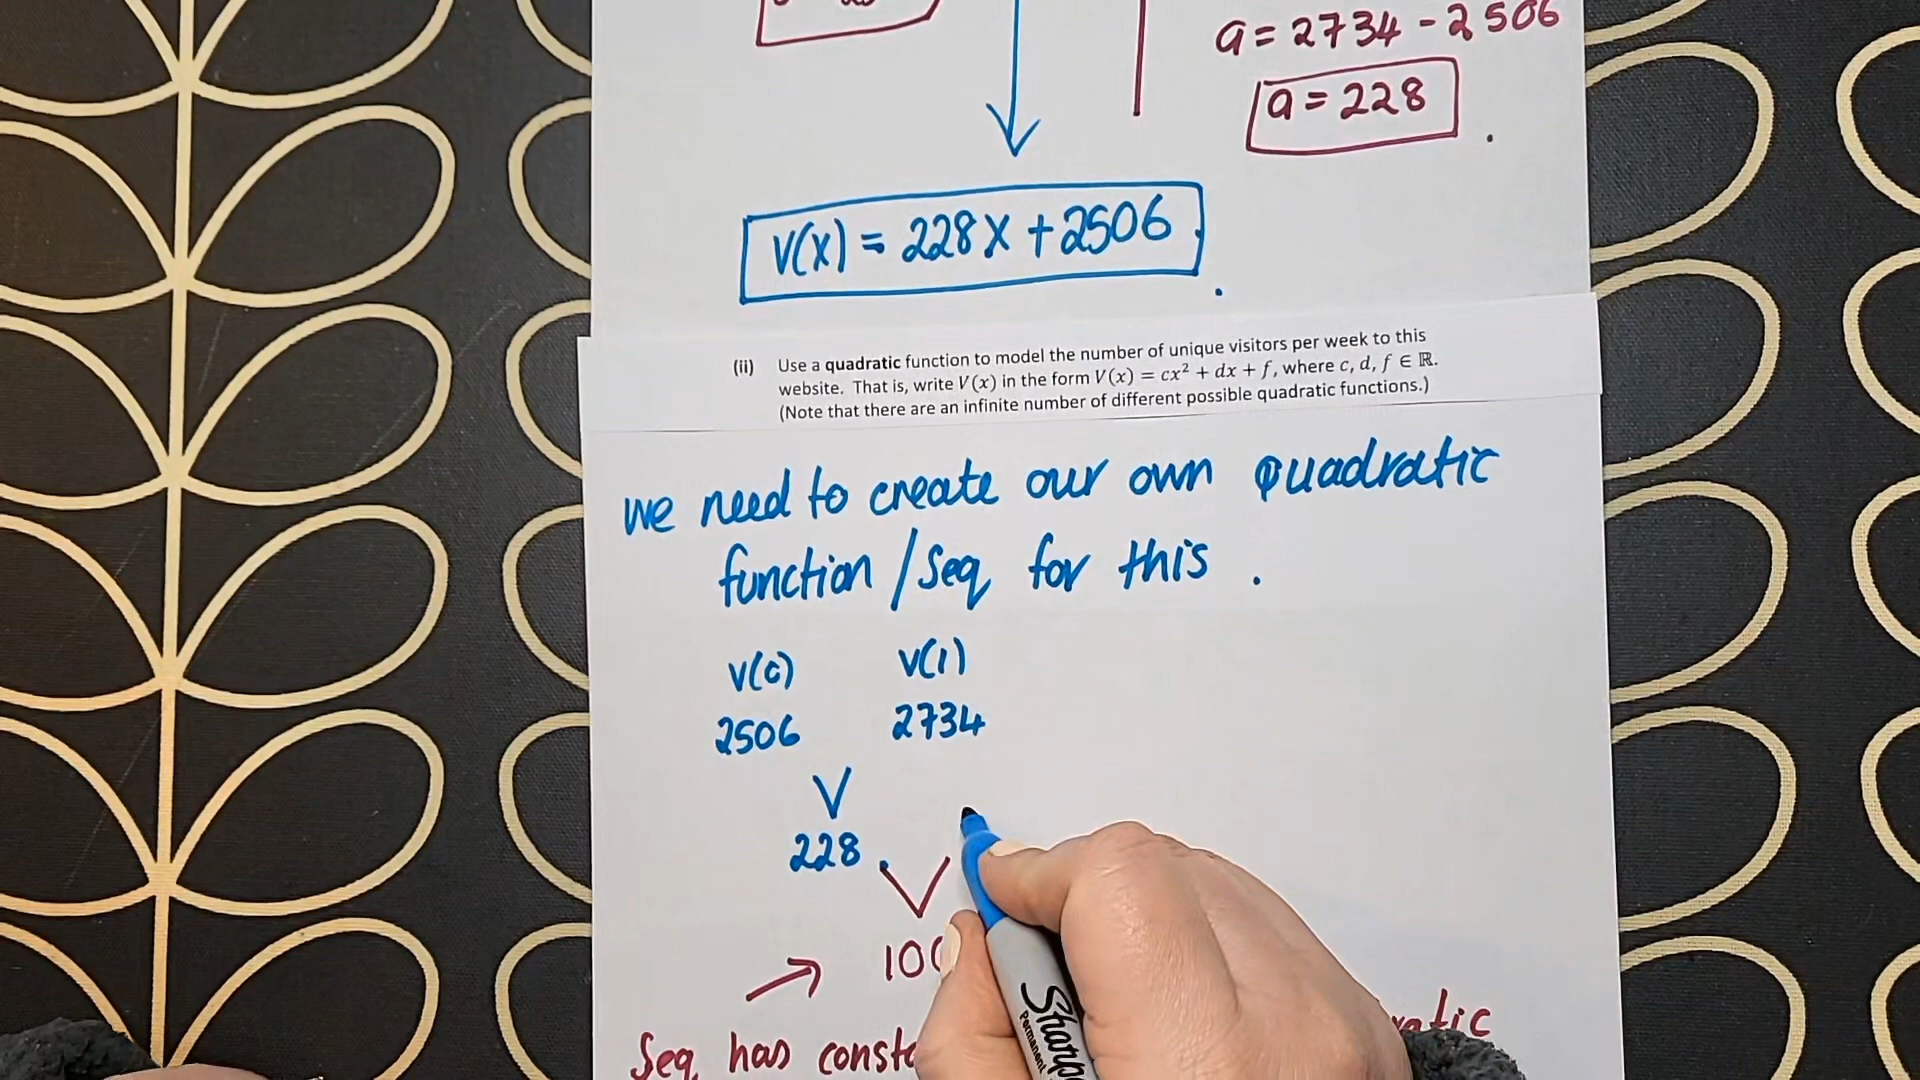 a = 2734 - 2506
a = 228
V(x) = 228x + 2506
(ii) Use a quadratic function to model the number of unique visitors per week to this
website. That is, write V(x) in the form V(x) = cx² + dx + f, where c, d, f ∈ ℝ.
(Note that there are an infinite number of different possible quadratic functions.)
we need to create our own quadratic
function / seq for this .
V(0) V(1)
2506 2734
228
Seq has
Sharpie
Permanent